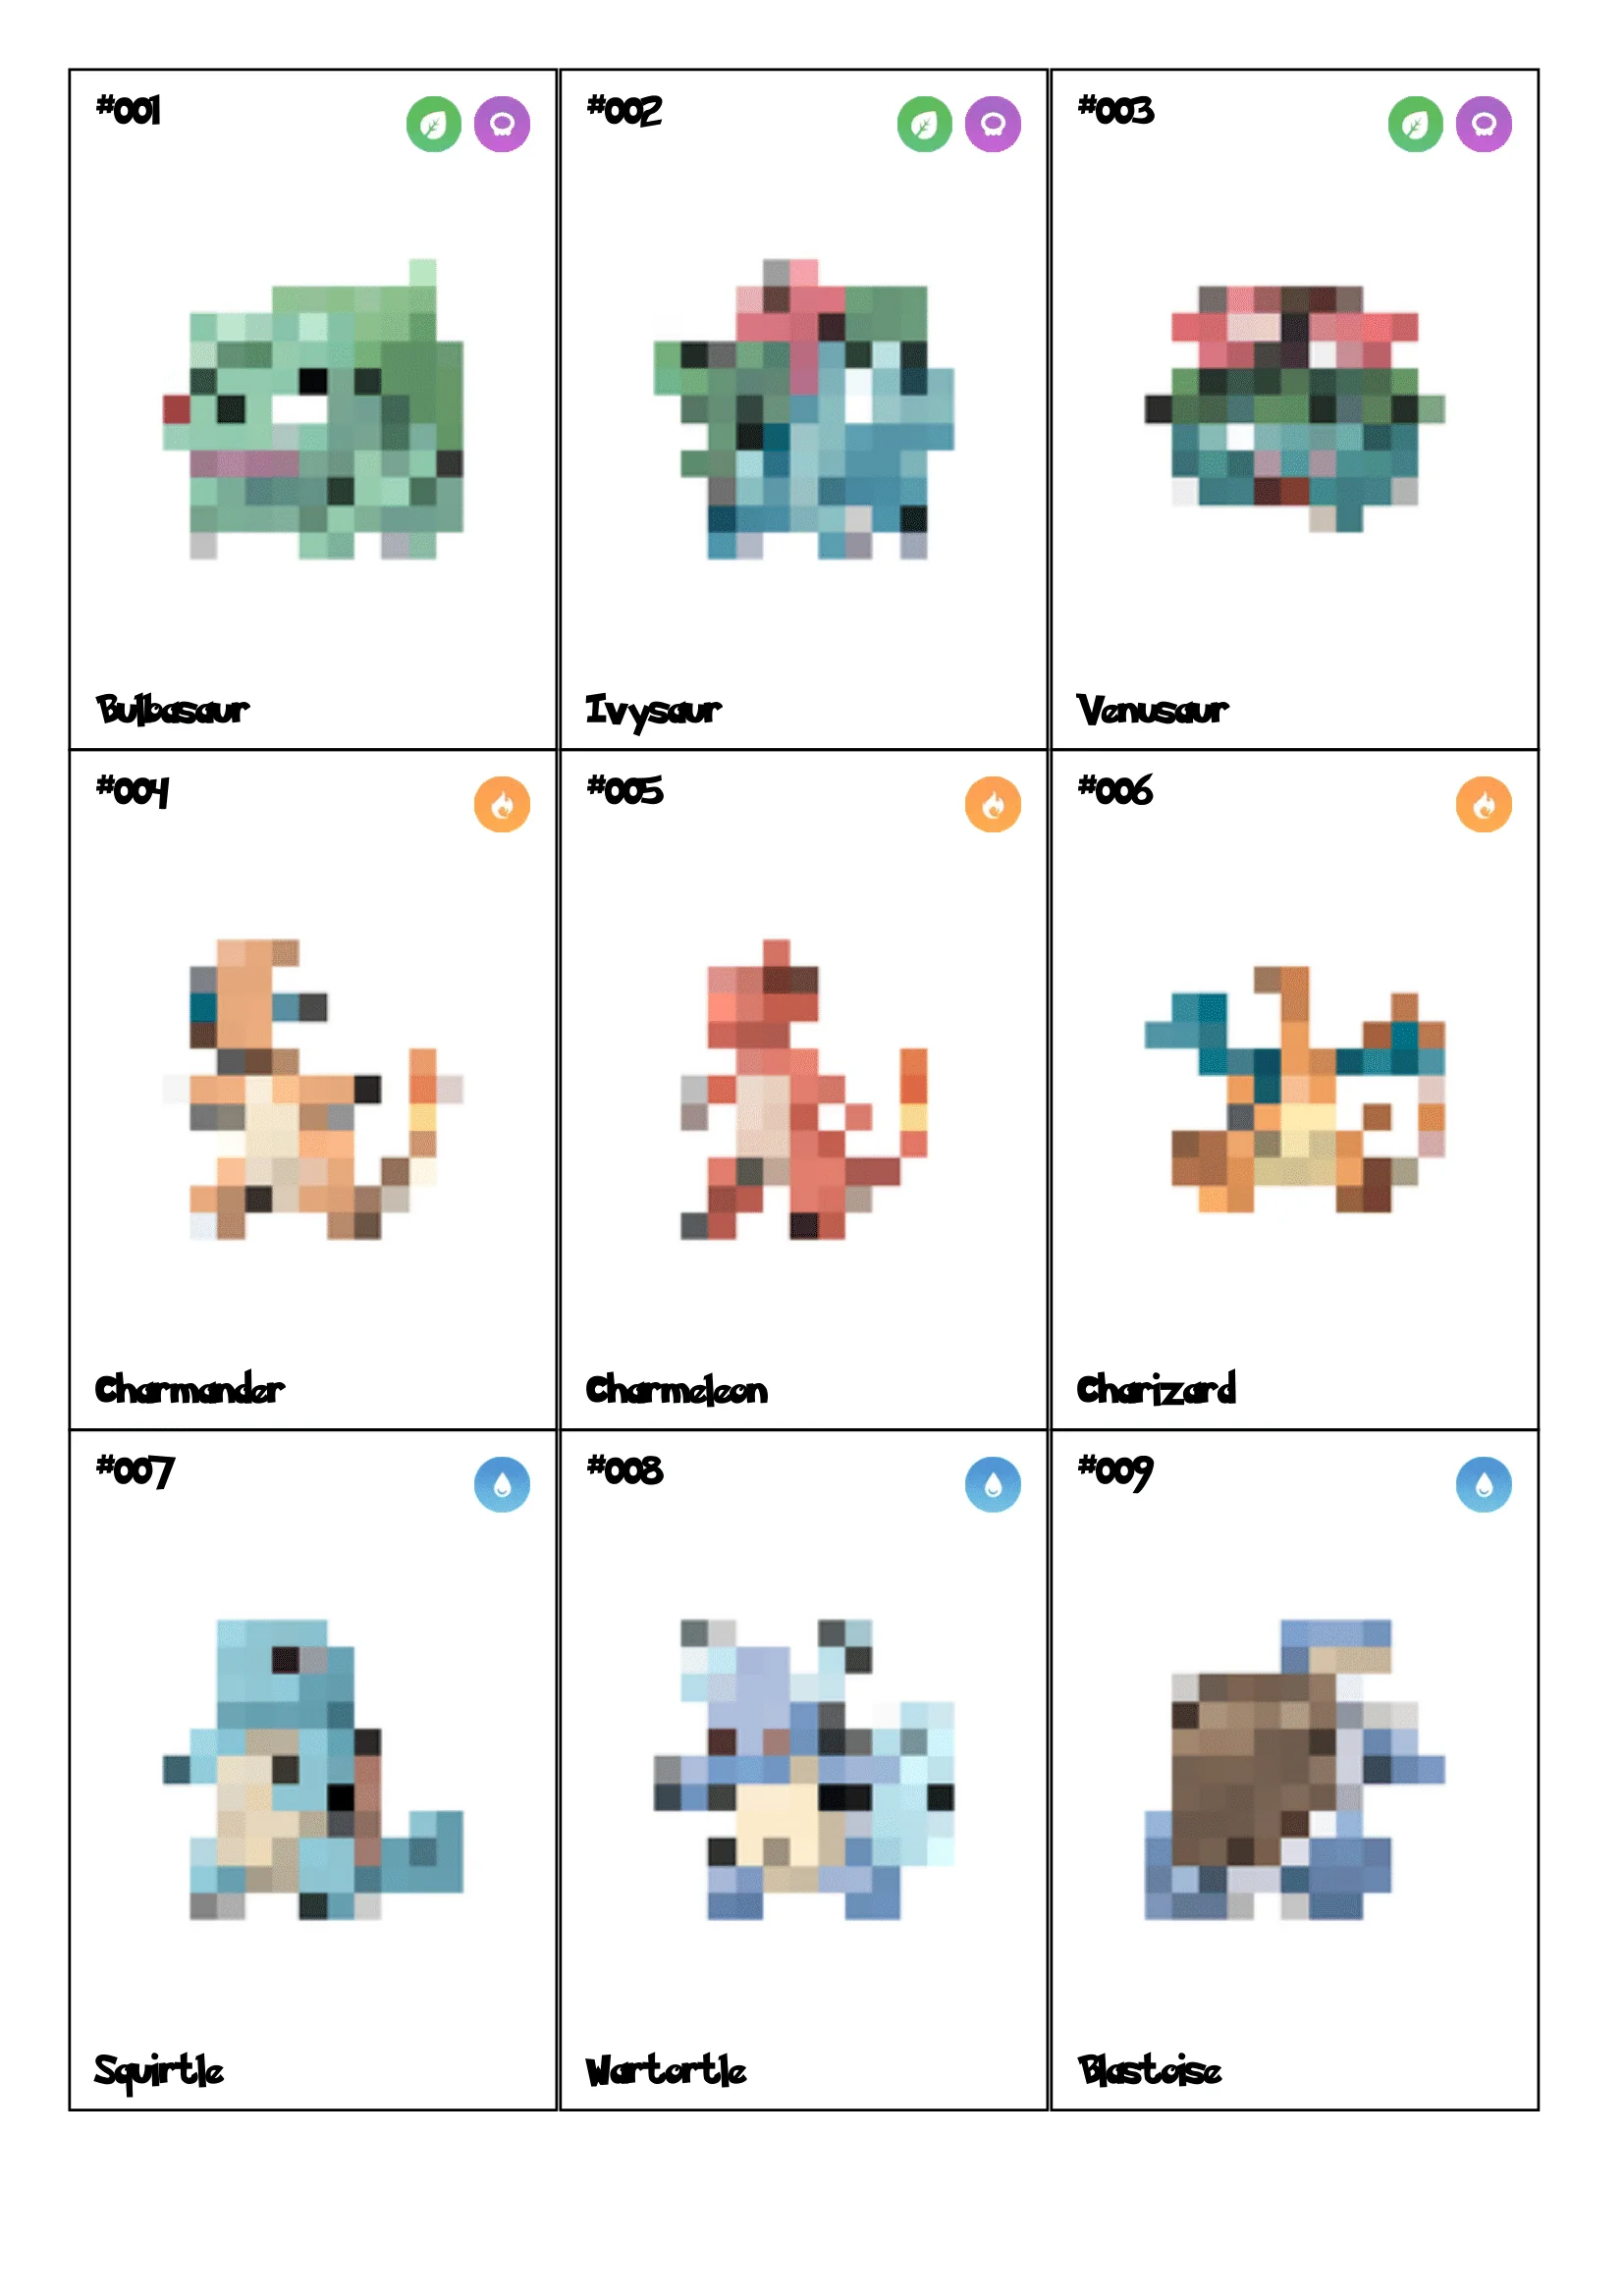 #001
#002
#003
Bulbasaur
Ivysaur
Venusaur
#004
#005
#006
Charmander
Charmeleon
Charizard
#007
#008
#009
Squirtle
Wartortle
Blastoise